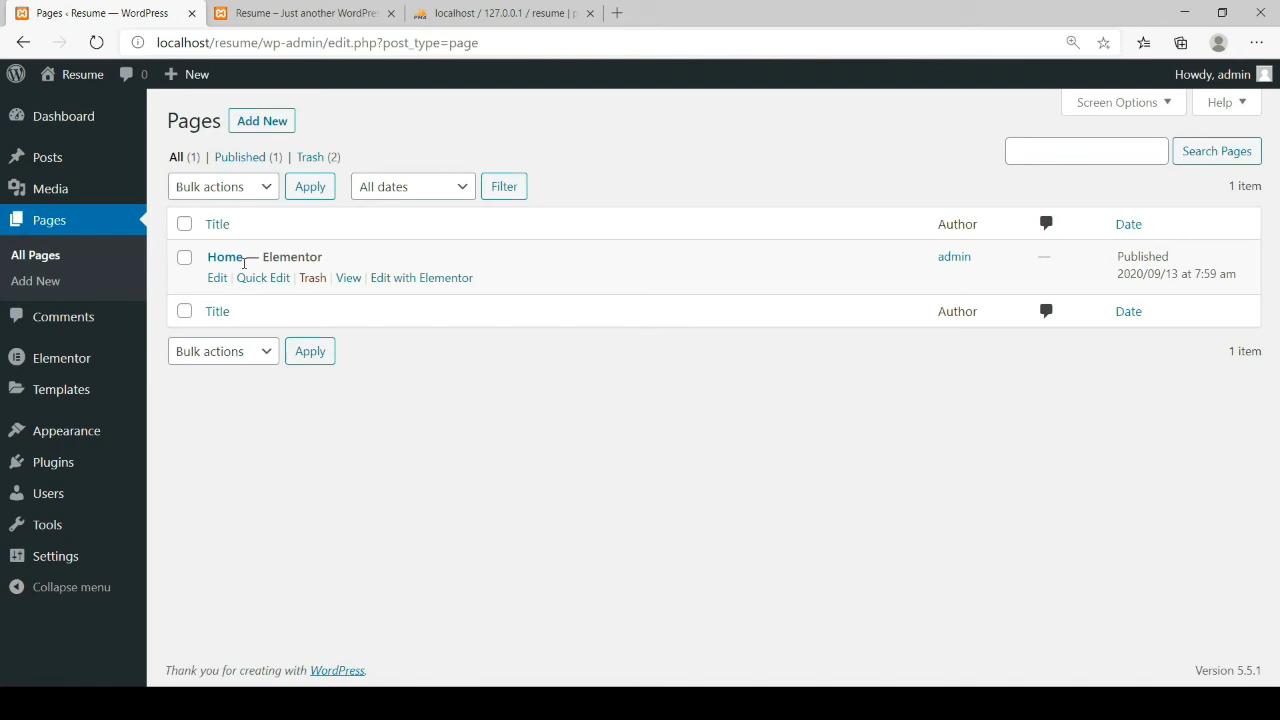 Pages ‹ Resume — WordPress
Resume – Just another WordPre
localhost / 127.0.0.1 / resume | p
localhost/resume/wp-admin/edit.php?post_type=page
Resume
0
New
Howdy, admin
Screen Options
Help
Dashboard
Posts
Media
Pages
All Pages
Add New
Comments
Elementor
Templates
Appearance
Plugins
Users
Tools
Settings
Collapse menu
Pages
Add New
All (1) | Published (1) | Trash (2)
Search Pages
Bulk actions
Apply
All dates
Filter
1 item
Title Author Date
Home — Elementor
Edit | Quick Edit | Trash | View | Edit with Elementor
admin
—
Published
2020/09/13 at 7:59 am
Title Author Date
Bulk actions
Apply
1 item
Thank you for creating with WordPress.
Version 5.5.1